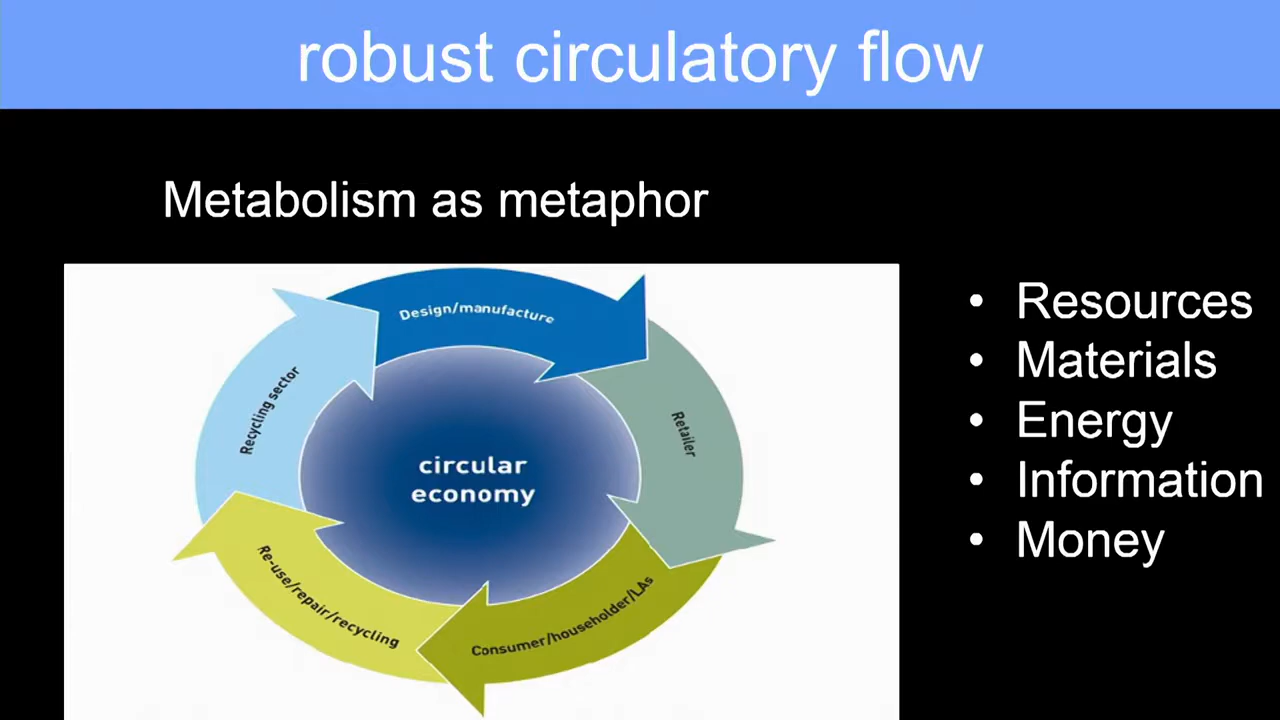 robust circulatory flow
Metabolism as metaphor
Design/manufacture
Retailer
Consumer/householder/LAs
Re-use/repair/recycling
Recycling sector
circular
economy
• Resources
• Materials
• Energy
• Information
• Money